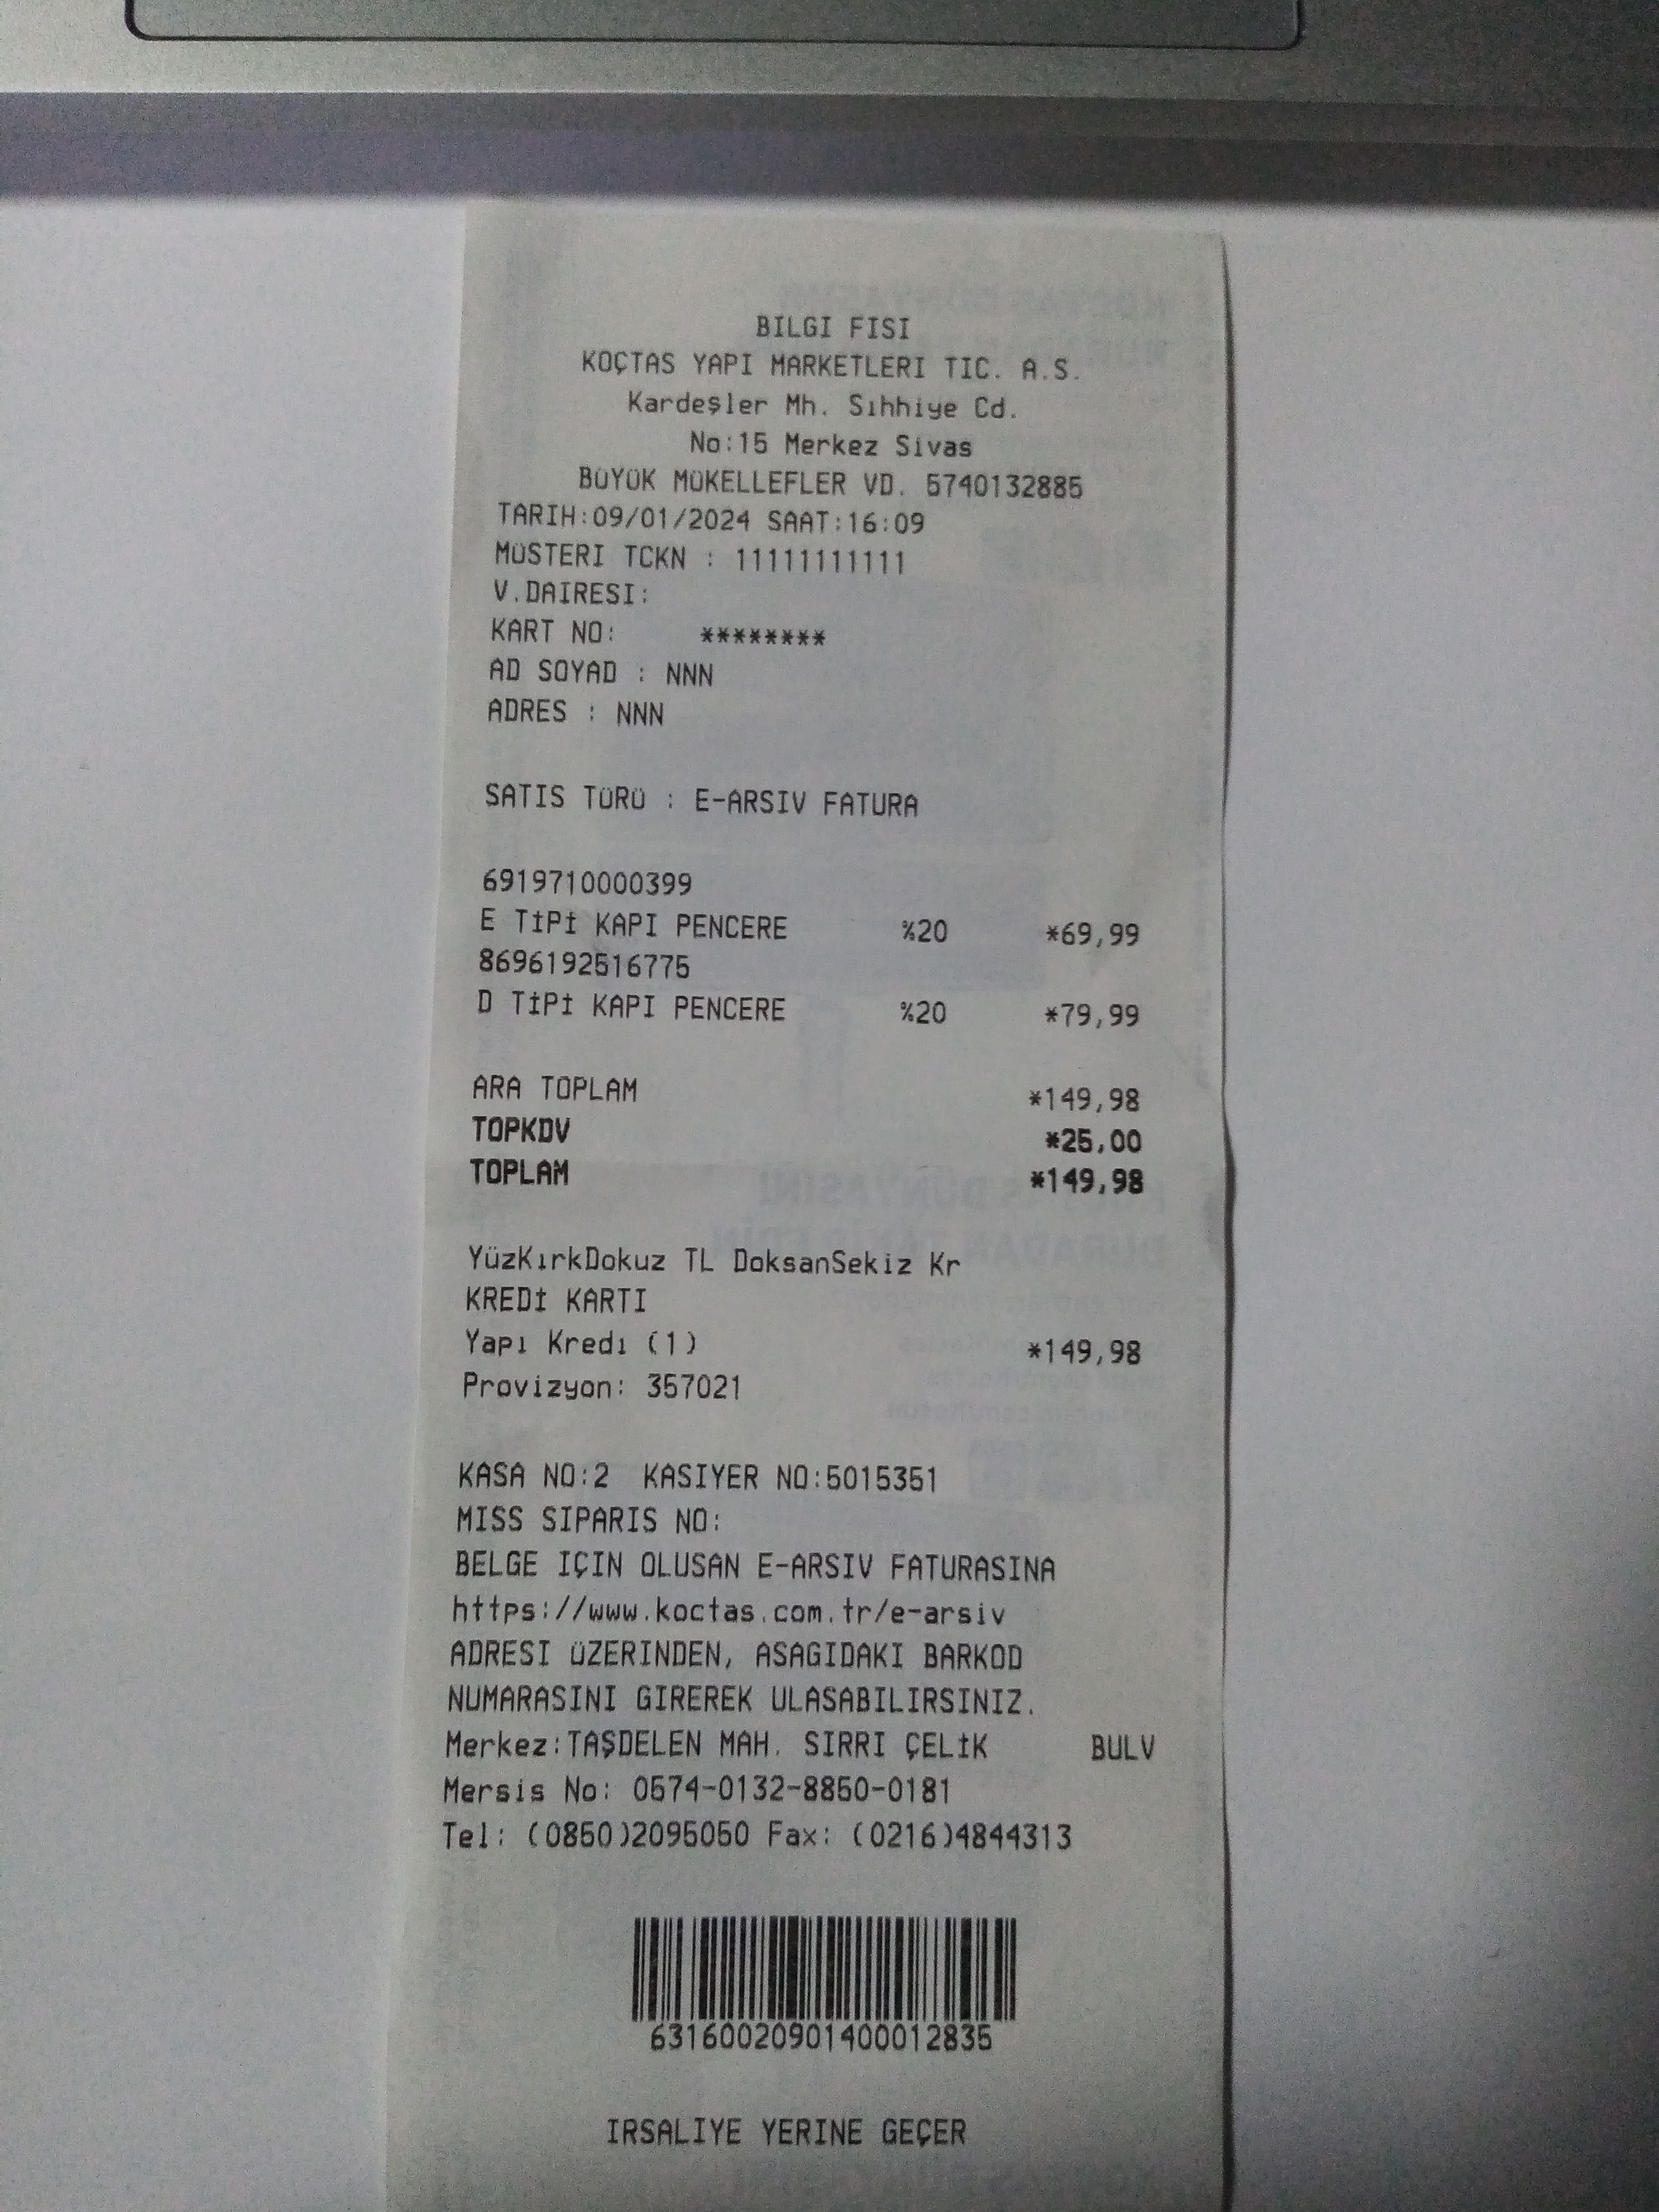 BILGI FISI
KOÇTAS YAPI MARKETLERI TIC. A.S.
Kardeşler Mh. Sıhhiye Cd.
No:15 Merkez Sivas
BÜYÜK MÜKELLEFLER VD. 5740132885
TARIH:09/01/2024 SAAT:16:09
MÜSTERI TCKN : 11111111111
V.DAIRESI:
KART NO: ********
AD SOYAD : NNN
ADRES : NNN
SATIS TÜRÜ : E-ARSIV FATURA
6919710000399
E TİPİ KAPI PENCERE %20 *69,99
8696192516775
D TİPİ KAPI PENCERE %20 *79,99
ARA TOPLAM *149,98
TOPKDV *25,00
TOPLAM *149,98
YüzKırkDokuz TL DoksanSekiz Kr
KREDİ KARTI
Yapı Kredı (1) *149,98
Provizyon: 357021
KASA NO:2 KASIYER NO:5015351
MISS SIPARIS NO:
BELGE IÇIN OLUSAN E-ARSIV FATURASINA
https://www.koctas.com.tr/e-arsiv
ADRESI ÜZERINDEN, ASAGIDAKI BARKOD
NUMARASINI GIREREK ULASABILIRSINIZ.
Merkez:TAŞDELEN MAH. SIRRI ÇELİK BULV
Mersis No: 0574-0132-8850-0181
Tel: (0850)2095050 Fax: (0216)4844313
63160020901400012835
IRSALIYE YERINE GEÇER